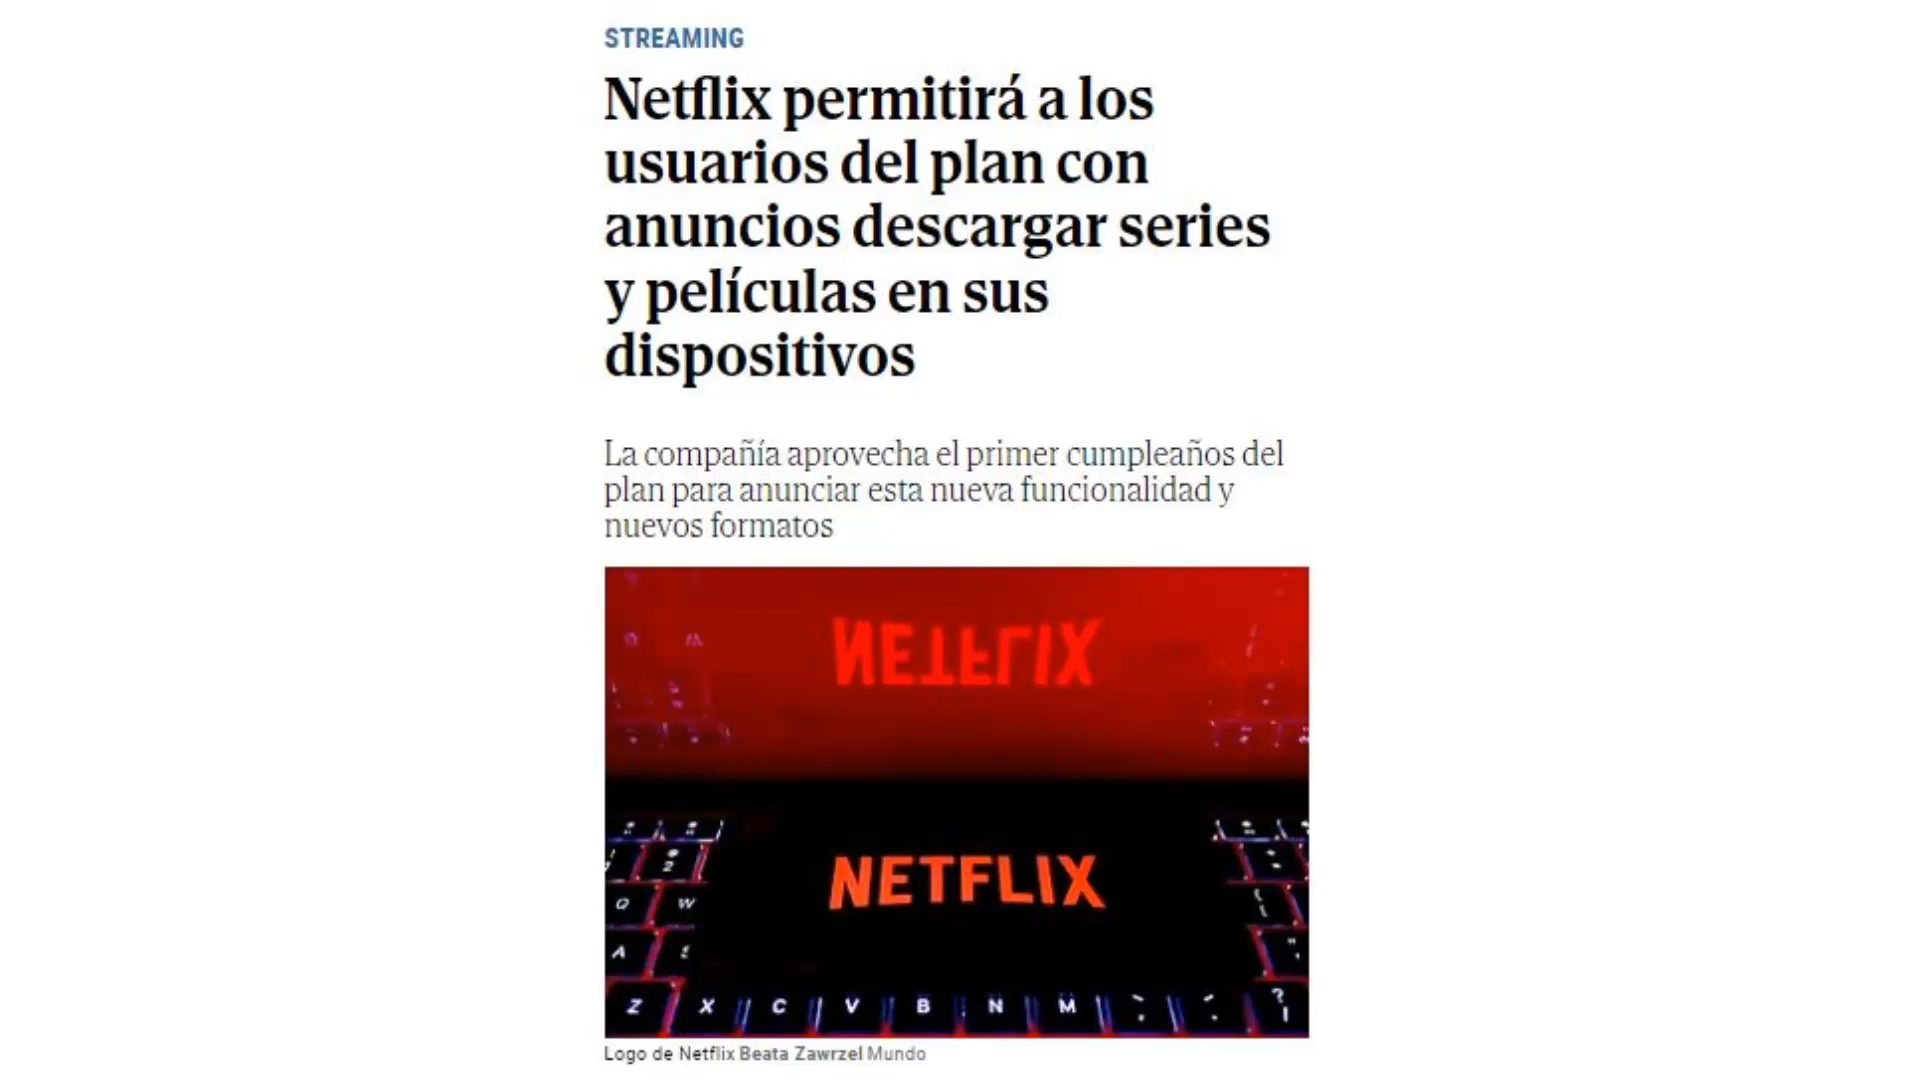 STREAMING
Netflix permitirá a los
usuarios del plan con
anuncios descargar series
y películas en sus
dispositivos
La compañía aprovecha el primer cumpleaños del
plan para anunciar esta nueva funcionalidad y
nuevos formatos
NETFLIX
NETFLIX
2
Q W
A
Z X C V B N M
Logo de Netflix Beata Zawrzel Mundo